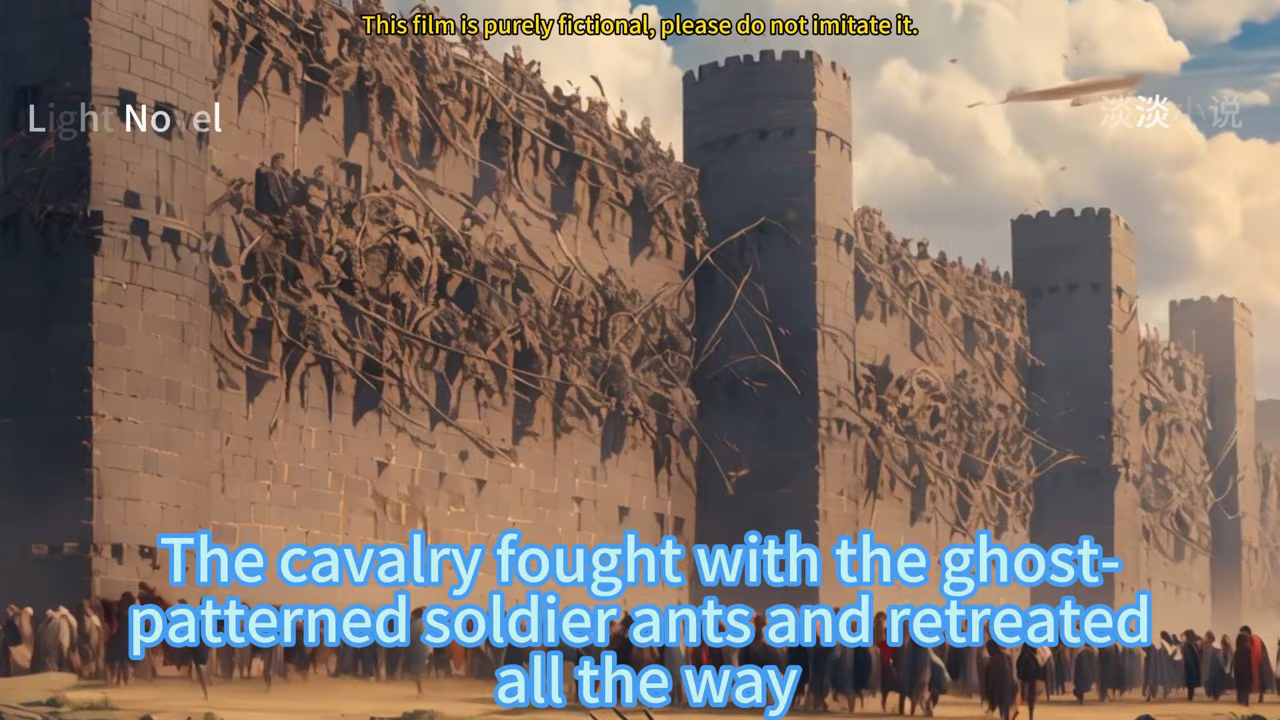 This film is purely fictional, please do not imitate it.
Light Novel
淡淡小说
The cavalry fought with the ghost-
patterned soldier ants and retreated
all the way